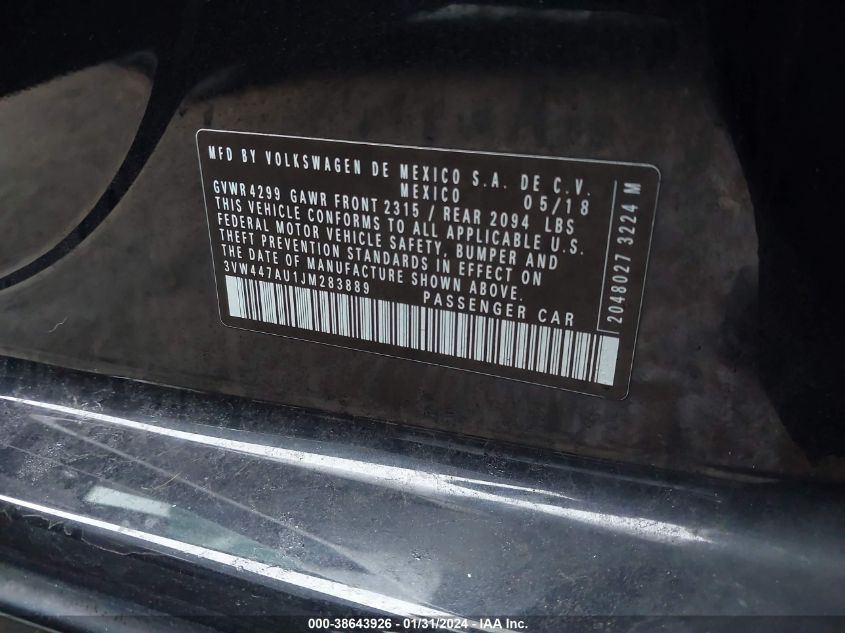 MFD BY VOLKSWAGEN DE MEXICO S.A. DE C.V.
MEXICO 05/18
GVWR 4299 GAWR FRONT 2315 / REAR 2094 LBS
THIS VEHICLE CONFORMS TO ALL APPLICABLE U.S.
FEDERAL MOTOR VEHICLE SAFETY, BUMPER AND
THEFT PREVENTION STANDARDS IN EFFECT ON
THE DATE OF MANUFACTURE SHOWN ABOVE.
3VW447AU1JM283889 PASSENGER CAR
2048027 3224 M
000-38643926 - 01/31/2024 - IAA Inc.